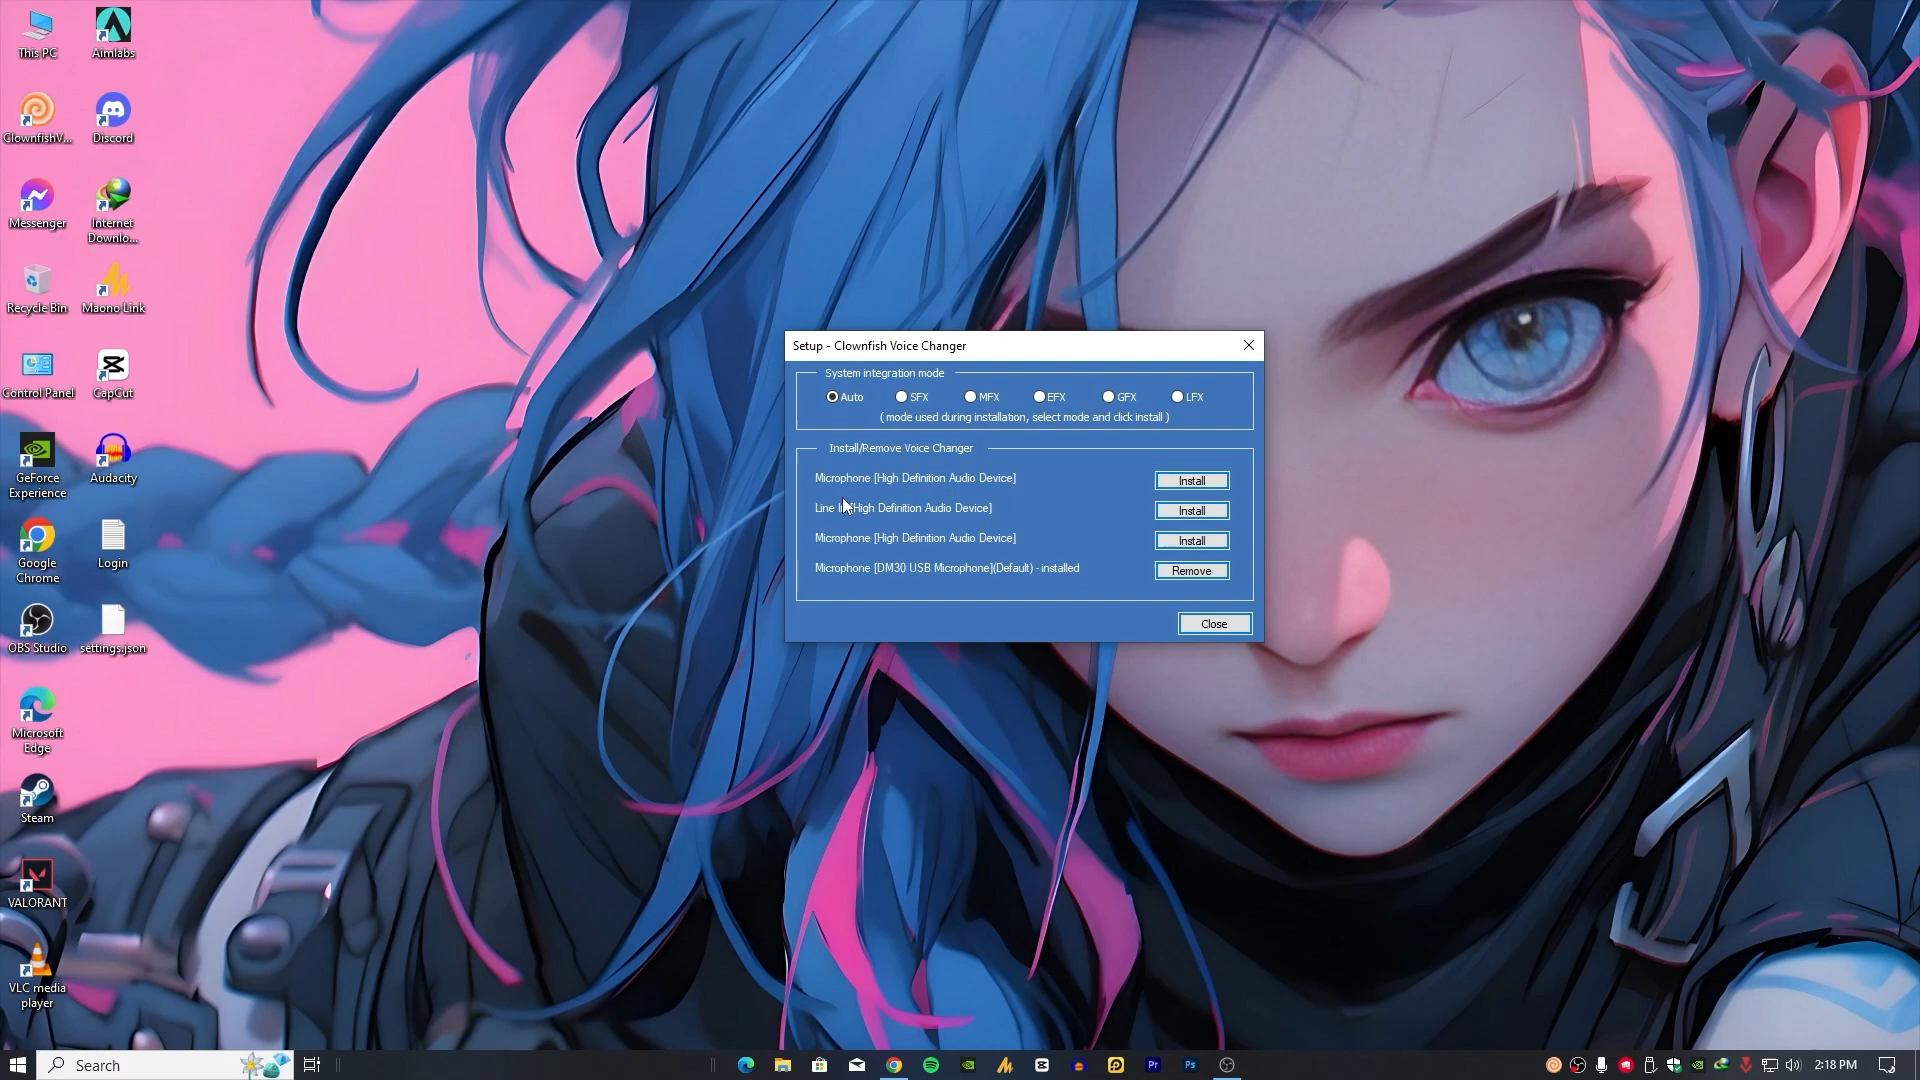 This PC
Aimlabs
ClownfishV...
Discord
Messenger
Internet
Downlo...
Recycle Bin
Maono Link
Control Panel
CapCut
GeForce
Experience
Audacity
Google
Chrome
Login
OBS Studio
settings.json
Microsoft
Edge
Steam
VALORANT
VLC media
player
Setup - Clownfish Voice Changer
System integration mode
Auto SFX MFX EFX GFX LFX
( mode used during installation, select mode and click install )
Install/Remove Voice Changer
Microphone [High Definition Audio Device] Install
Line [High Definition Audio Device] Install
Microphone [High Definition Audio Device] Install
Microphone [DM30 USB Microphone](Default) - installed Remove
Close
Search
Pr
Ps
2:18 PM